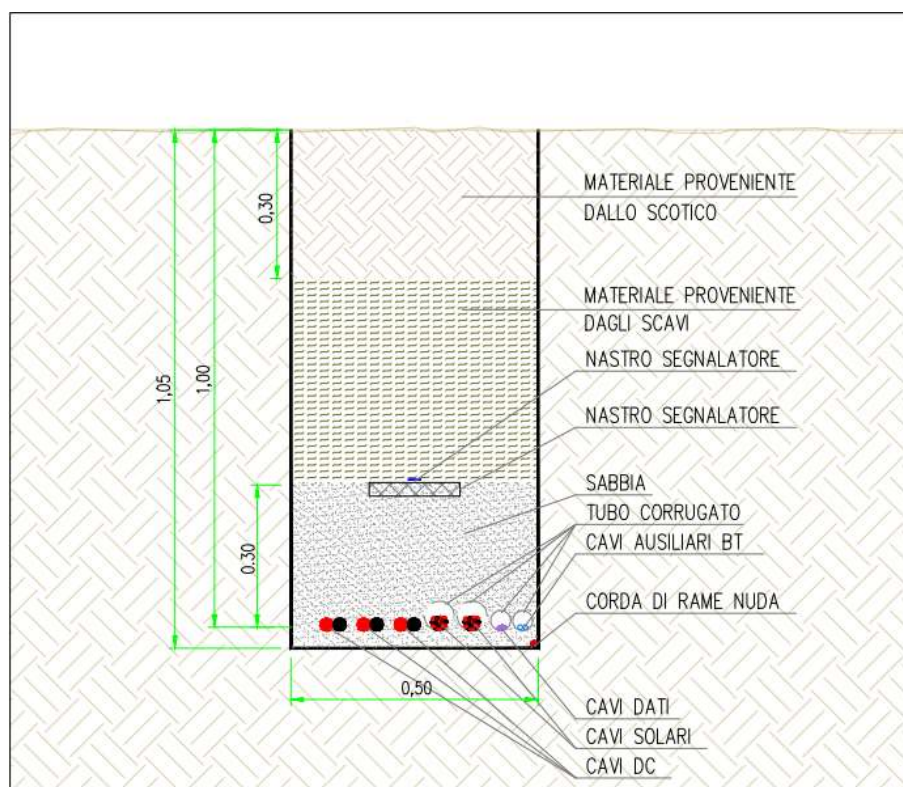 0,30
1,05
1,00
0.30
0,50
MATERIALE PROVENIENTE
DALLO SCOTICO
MATERIALE PROVENIENTE
DAGLI SCAVI
NASTRO SEGNALATORE
NASTRO SEGNALATORE
SABBIA
TUBO CORRUGATO
CAVI AUSILIARI BT
CORDA DI RAME NUDA
CAVI DATI
CAVI SOLARI
CAVI DC